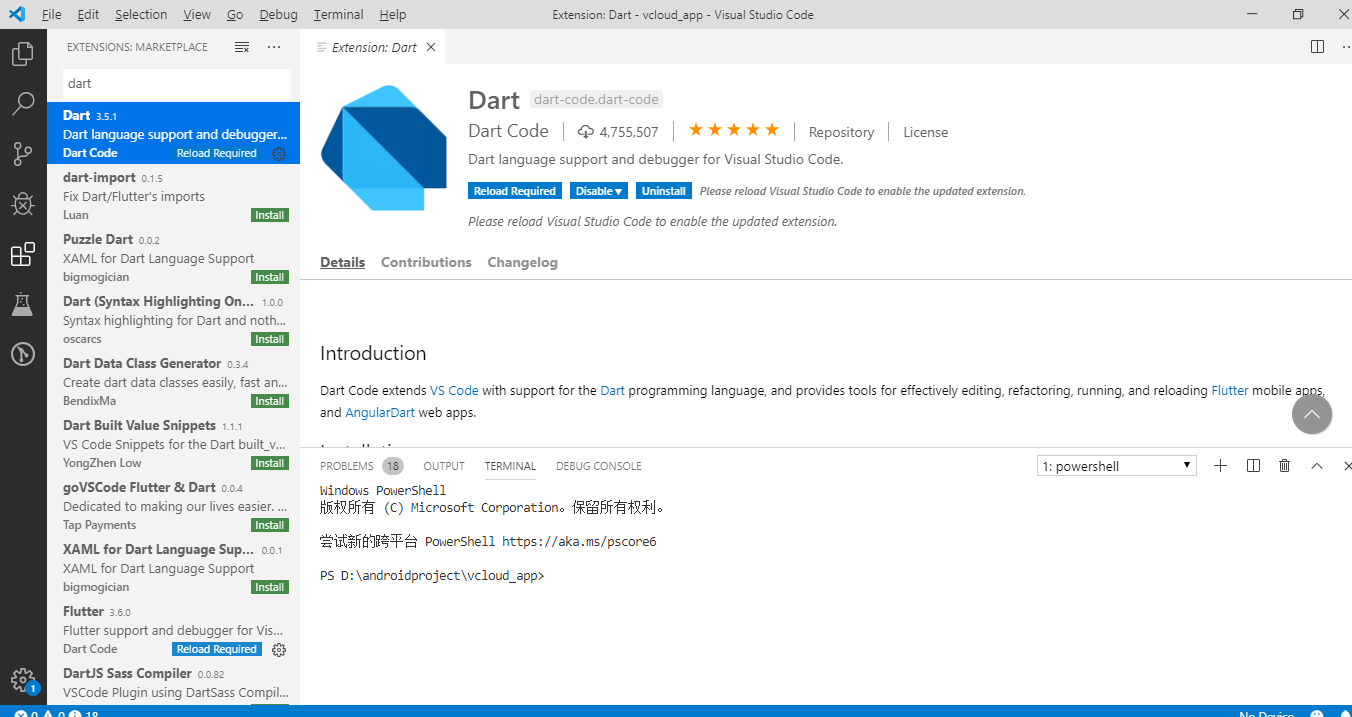 File Edit Selection View Go Debug Terminal Help Extension: Dart - vcloud_app - Visual Studio Code
EXTENSIONS: MARKETPLACE
dart
Dart 3.5.1
Dart language support and debugger...
Dart Code Reload Required
dart-import 0.1.5
Fix Dart/Flutter's imports
Luan Install
Puzzle Dart 0.0.2
XAML for Dart Language Support
bigmogician Install
Dart (Syntax Highlighting On... 1.0.0
Syntax highlighting for Dart and noth...
oscarcs Install
Dart Data Class Generator 0.3.4
Create dart data classes easily, fast an...
BendixMa Install
Dart Built Value Snippets 1.1.1
VS Code Snippets for the Dart built_v...
YongZhen Low Install
goVSCode Flutter & Dart 0.0.4
Dedicated to making our lives easier. ...
Tap Payments Install
XAML for Dart Language Sup... 0.0.1
XAML for Dart Language Support
bigmogician Install
Flutter 3.6.0
Flutter support and debugger for Vis...
Dart Code Reload Required
DartJS Sass Compiler 0.0.82
VSCode Plugin using DartSass Compil...
1
Extension: Dart
Dart dart-code.dart-code
Dart Code 4,755,507 Repository License
Dart language support and debugger for Visual Studio Code.
Reload Required Disable Uninstall Please reload Visual Studio Code to enable the updated extension.
Please reload Visual Studio Code to enable the updated extension.
Details Contributions Changelog
Introduction
Dart Code extends VS Code with support for the Dart programming language, and provides tools for effectively editing, refactoring, running, and reloading Flutter mobile apps,
and AngularDart web apps.
PROBLEMS 18 OUTPUT TERMINAL DEBUG CONSOLE 1: powershell
Windows PowerShell
版权所有 (C) Microsoft Corporation。保留所有权利。
尝试新的跨平台 PowerShell https://aka.ms/pscore6
PS D:\androidproject\vcloud_app>
0 0 18 No Device